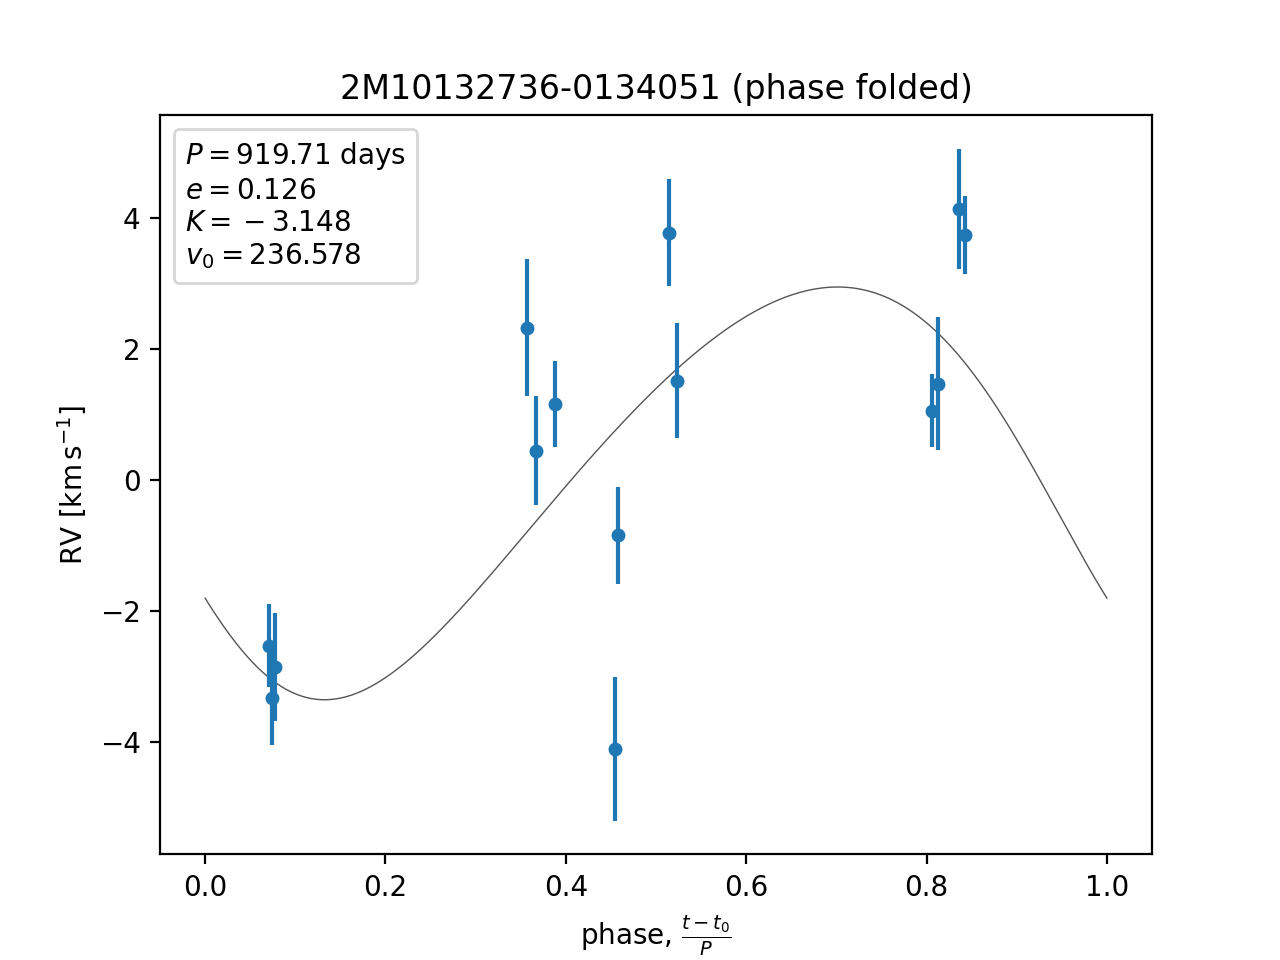 2M10132736-0134051 (phase folded)
P = 919.71 days
e = 0.126
K = −3.148
v₀ = 236.578
4
2
0
−2
−4
RV [km s⁻¹]
0.0 0.2 0.4 0.6 0.8 1.0
phase, (t − t₀)/P